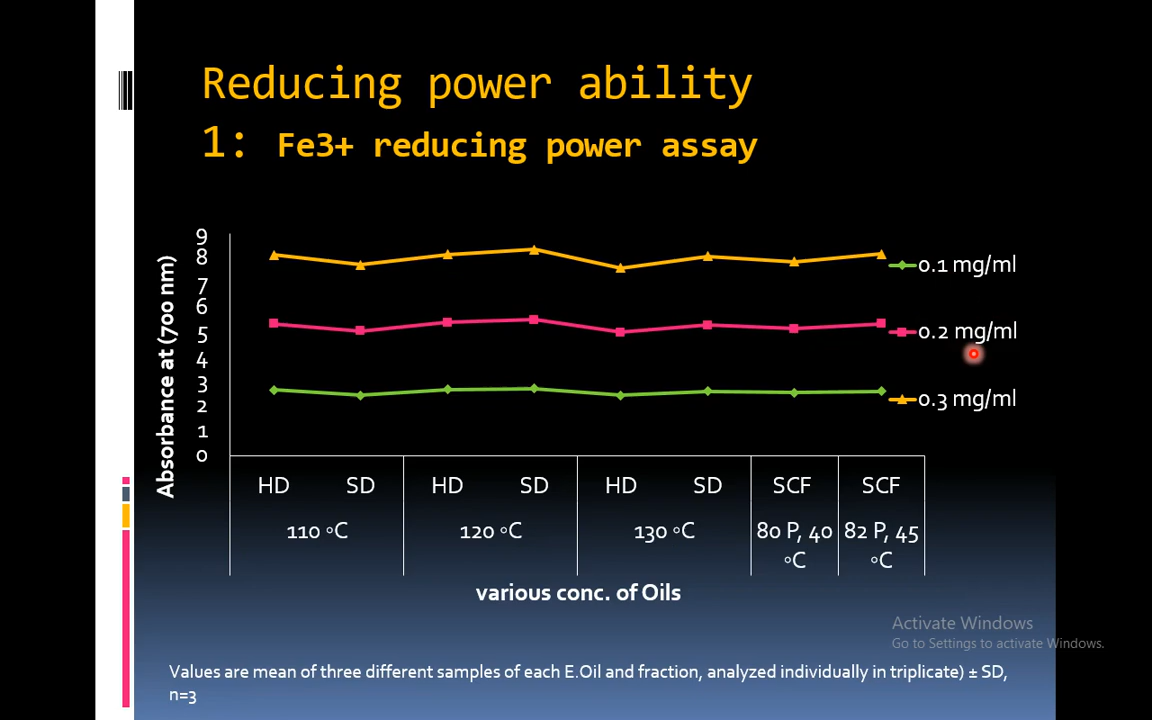 Reducing power ability
1: Fe3+ reducing power assay
Absorbance at (700 nm)
9
8
7
6
5
4
3
2
1
0
0.1 mg/ml
0.2 mg/ml
0.3 mg/ml
HD SD HD SD HD SD SCF SCF
110 °C 120 °C 130 °C 80 P, 40 °C 82 P, 45 °C
various conc. of Oils
Activate Windows
Go to Settings to activate Windows.
Values are mean of three different samples of each E.Oil and fraction, analyzed individually in triplicate) ± SD,
n=3